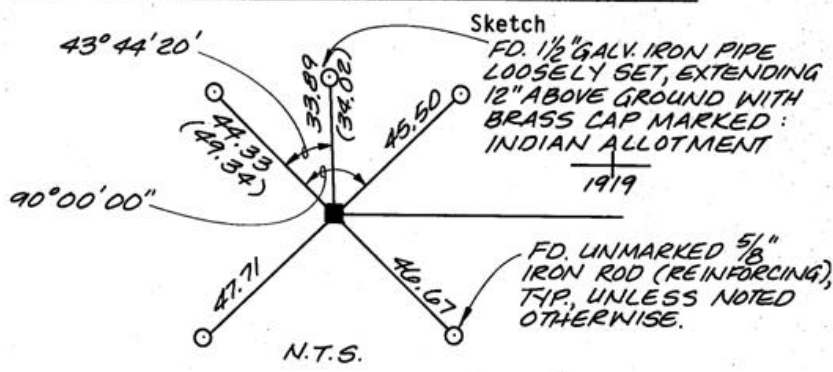 Sketch
43°44'20'
FD. 1½" GALV. IRON PIPE
LOOSELY SET, EXTENDING
12" ABOVE GROUND WITH
BRASS CAP MARKED:
INDIAN ALLOTMENT
1919
33.89
(34.02)
44.33
(49.34)
45.50
90°00'00"
47.71
46.67
FD. UNMARKED ⅝"
IRON ROD (REINFORCING),
TYP., UNLESS NOTED
OTHERWISE.
N.T.S.